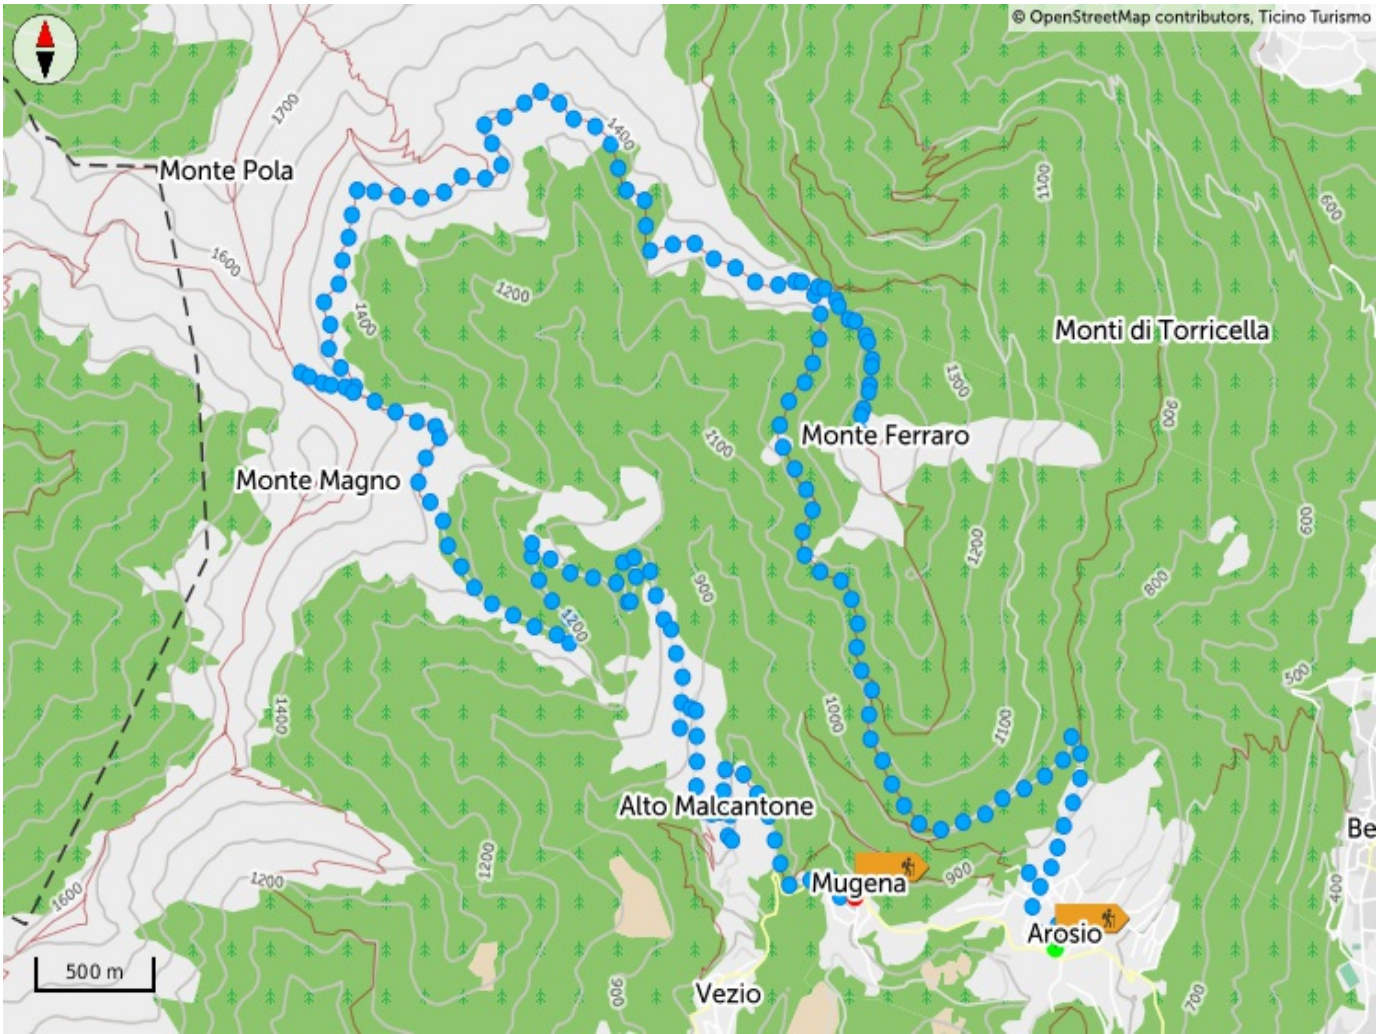 © OpenStreetMap contributors, Ticino Turismo
1700
1400
Monte Pola
1100
600
1600
1200
1400
Monti di Torricella
1300
900
Monte Ferraro
1100
Monte Magno
600
1200
900
800
1200
500
1400
1000
1100
Alto Malcantone
Be
1200
900
Mugena
1200
400
1600
Arosio
500 m
900
Vezio
700